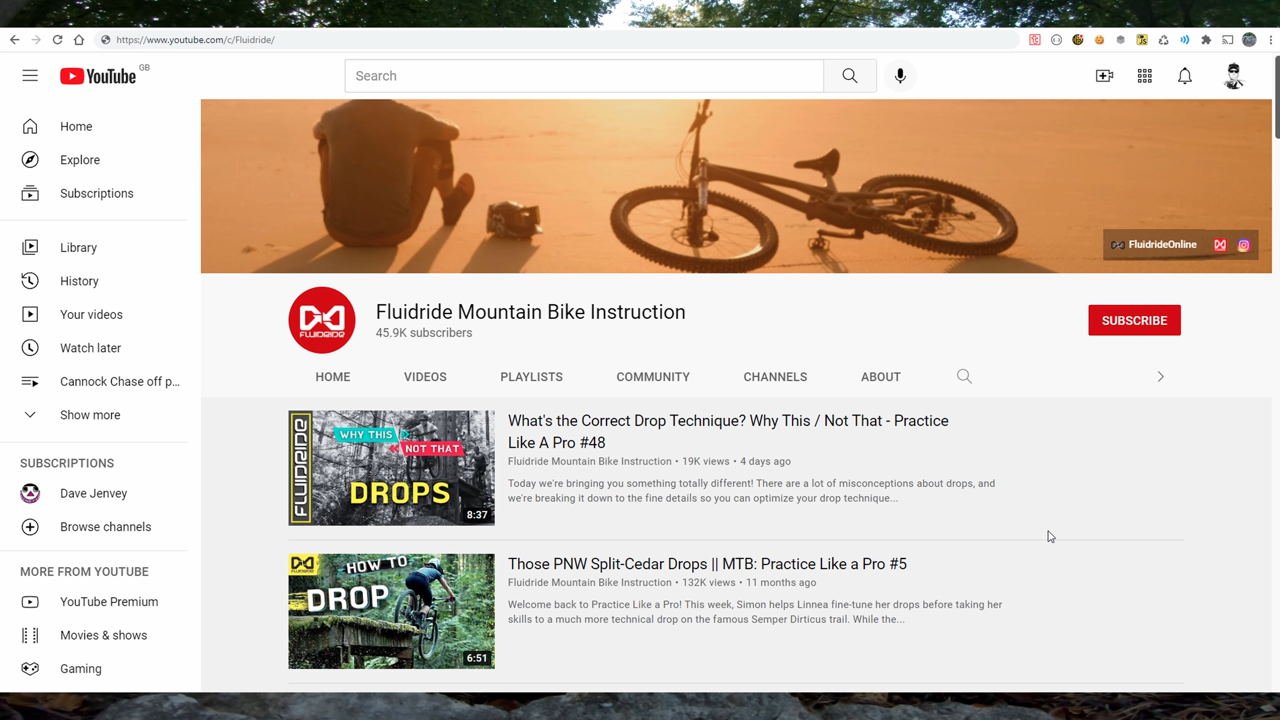 https://www.youtube.com/c/Fluidride/
YouTube GB
Search
Home
Explore
Subscriptions
Library
History
Your videos
Watch later
Cannock Chase off p...
Show more
SUBSCRIPTIONS
Dave Jenvey
Browse channels
MORE FROM YOUTUBE
YouTube Premium
Movies & shows
Gaming
FluidrideOnline
FLUIDRIDE
Fluidride Mountain Bike Instruction
45.9K subscribers
SUBSCRIBE
HOME VIDEOS PLAYLISTS COMMUNITY CHANNELS ABOUT
FLUIDRIDE
WHY THIS
NOT THAT
DROPS
8:37
What's the Correct Drop Technique? Why This / Not That - Practice
Like A Pro #48
Fluidride Mountain Bike Instruction • 19K views • 4 days ago
Today we're bringing you something totally different! There are a lot of misconceptions about drops, and
we're breaking it down to the fine details so you can optimize your drop technique...
HOW TO
DROP
6:51
Those PNW Split-Cedar Drops || MTB: Practice Like a Pro #5
Fluidride Mountain Bike Instruction • 132K views • 11 months ago
Welcome back to Practice Like a Pro! This week, Simon helps Linnea fine-tune her drops before taking her
skills to a much more technical drop on the famous Semper Dirticus trail. While the...